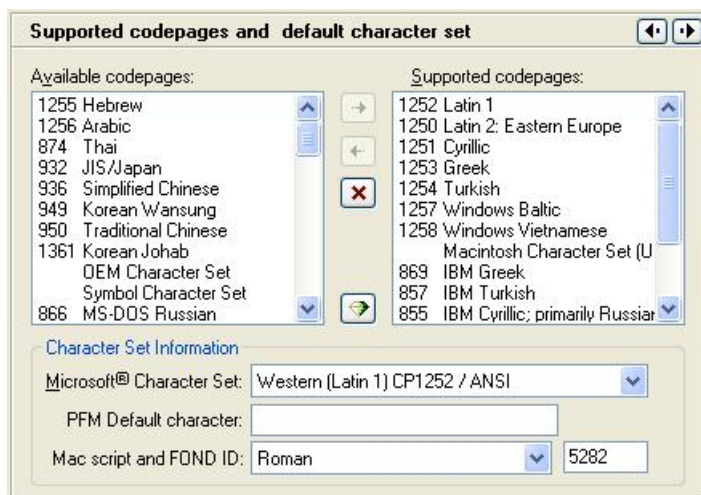 Supported codepages and default character set
Available codepages:
1255 Hebrew
1256 Arabic
874 Thai
932 JIS/Japan
936 Simplified Chinese
949 Korean Wansung
950 Traditional Chinese
1361 Korean Johab
OEM Character Set
Symbol Character Set
866 MS-DOS Russian
Supported codepages:
1252 Latin 1
1250 Latin 2: Eastern Europe
1251 Cyrillic
1253 Greek
1254 Turkish
1257 Windows Baltic
1258 Windows Vietnamese
Macintosh Character Set (U
869 IBM Greek
857 IBM Turkish
855 IBM Cyrillic; primarily Russian
Character Set Information
Microsoft® Character Set: Western (Latin 1) CP1252 / ANSI
PFM Default character:
Mac script and FOND ID: Roman 5282